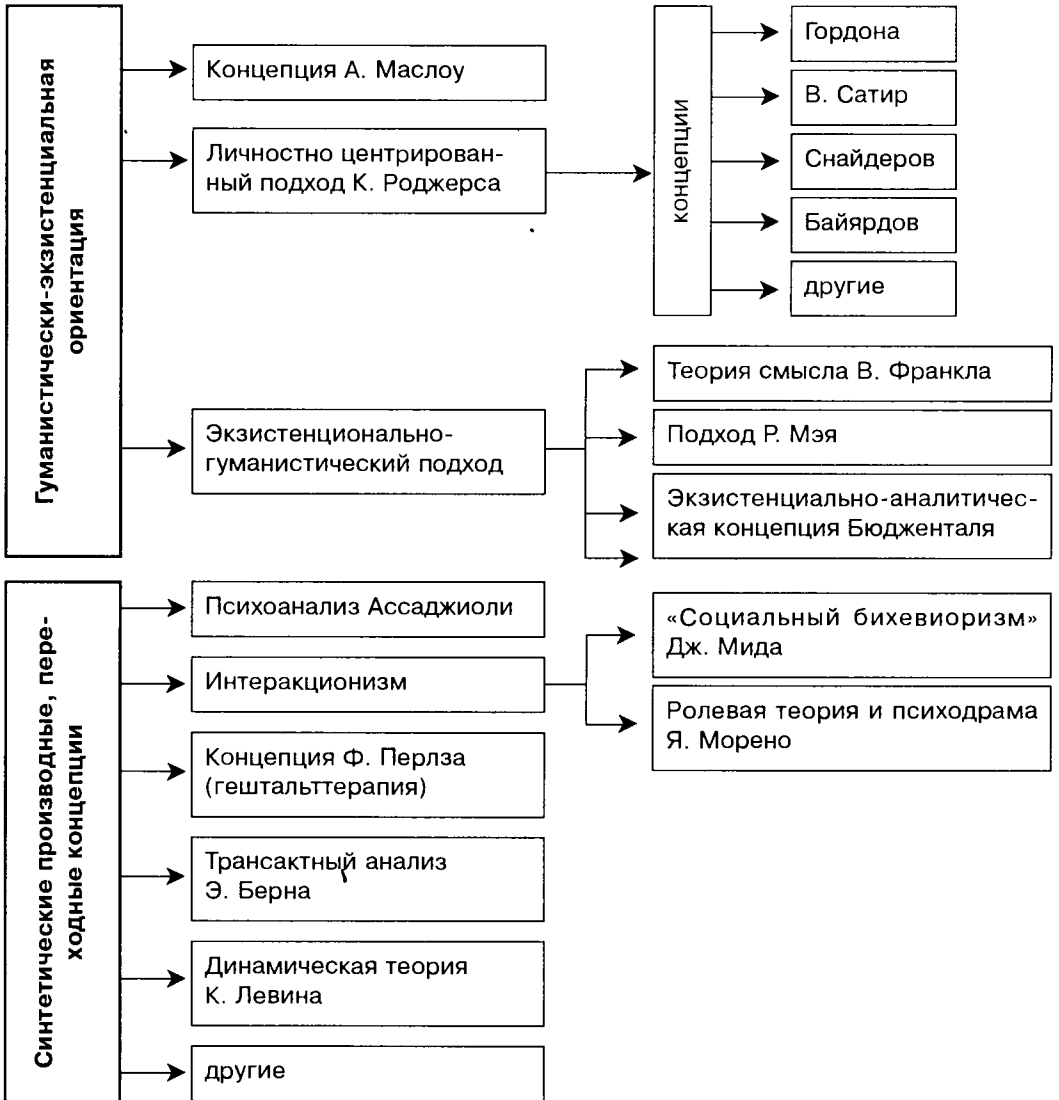 Гуманистически-экзистенциальная
ориентация
Концепция А. Маслоу
Личностно центрирован-
ный подход К. Роджерса
концепции
Гордона
В. Сатир
Снайдеров
Байярдов
другие
Экзистенционально-
гуманистический подход
Теория смысла В. Франкла
Подход Р. Мэя
Экзистенциально-аналитичес-
кая концепция Бюдженталя
Синтетические производные, пере-
ходные концепции
Психоанализ Ассаджиоли
Интеракционизм
«Социальный бихевиоризм»
Дж. Мида
Ролевая теория и психодрама
Я. Морено
Концепция Ф. Перлза
(гештальттерапия)
Трансактный анализ
Э. Берна
Динамическая теория
К. Левина
другие